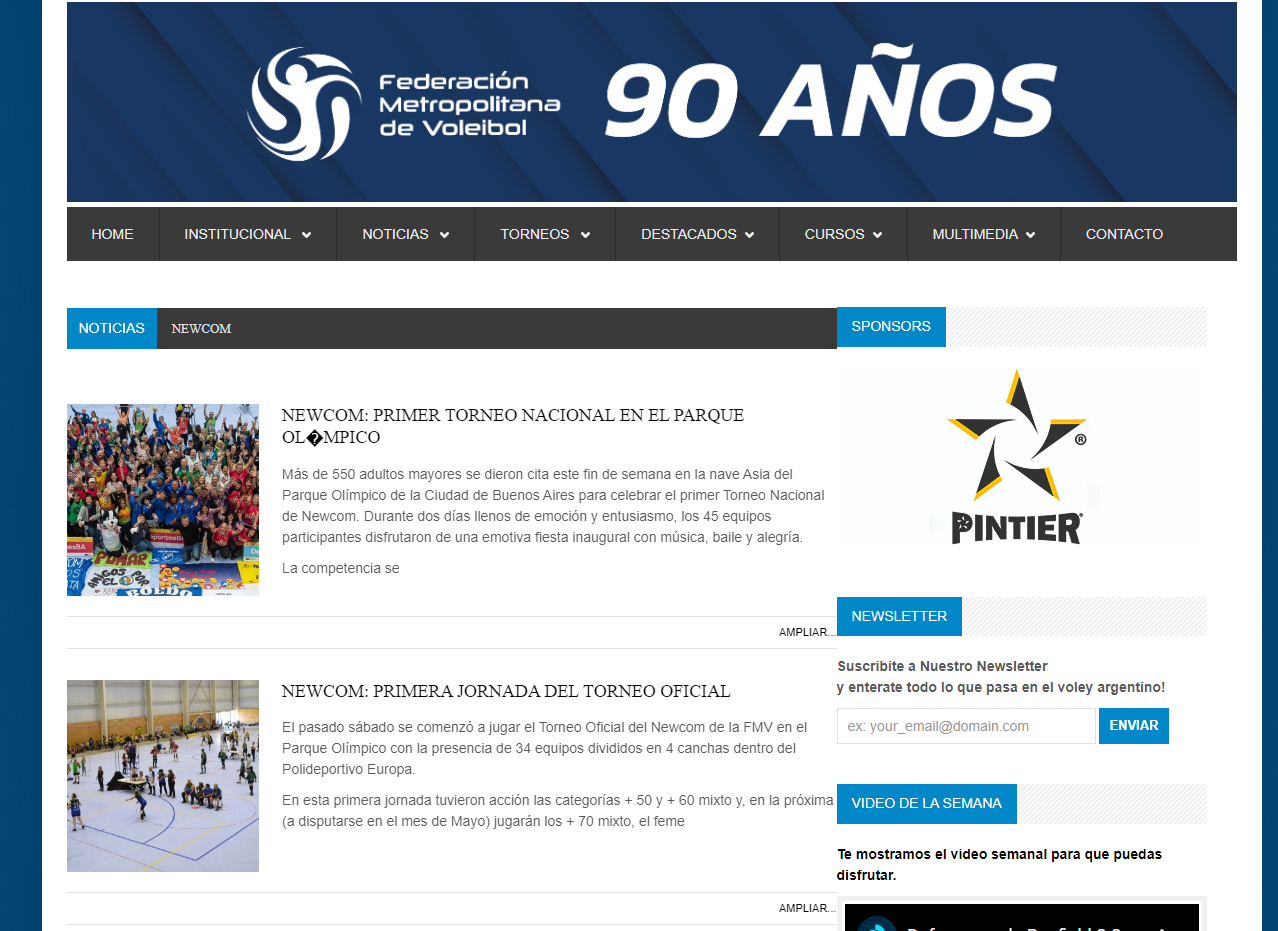 Federación
Metropolitana
de Voleibol
90 AÑOS
HOME
INSTITUCIONAL
NOTICIAS
TORNEOS
DESTACADOS
CURSOS
MULTIMEDIA
CONTACTO
NOTICIAS
NEWCOM
NEWCOM: PRIMER TORNEO NACIONAL EN EL PARQUE
OL�MPICO
Más de 550 adultos mayores se dieron cita este fin de semana en la nave Asia del
Parque Olímpico de la Ciudad de Buenos Aires para celebrar el primer Torneo Nacional
de Newcom. Durante dos días llenos de emoción y entusiasmo, los 45 equipos
participantes disfrutaron de una emotiva fiesta inaugural con música, baile y alegría.
La competencia se
AMPLIAR...
NEWCOM: PRIMERA JORNADA DEL TORNEO OFICIAL
El pasado sábado se comenzó a jugar el Torneo Oficial del Newcom de la FMV en el
Parque Olímpico con la presencia de 34 equipos divididos en 4 canchas dentro del
Polideportivo Europa.
En esta primera jornada tuvieron acción las categorías + 50 y + 60 mixto y, en la próxima
(a disputarse en el mes de Mayo) jugarán los + 70 mixto, el feme
AMPLIAR...
SPONSORS
®
PINTIER
NEWSLETTER
Suscribite a Nuestro Newsletter
y enterate todo lo que pasa en el voley argentino!
ex: your_email@domain.com
ENVIAR
VIDEO DE LA SEMANA
Te mostramos el video semanal para que puedas
disfrutar.